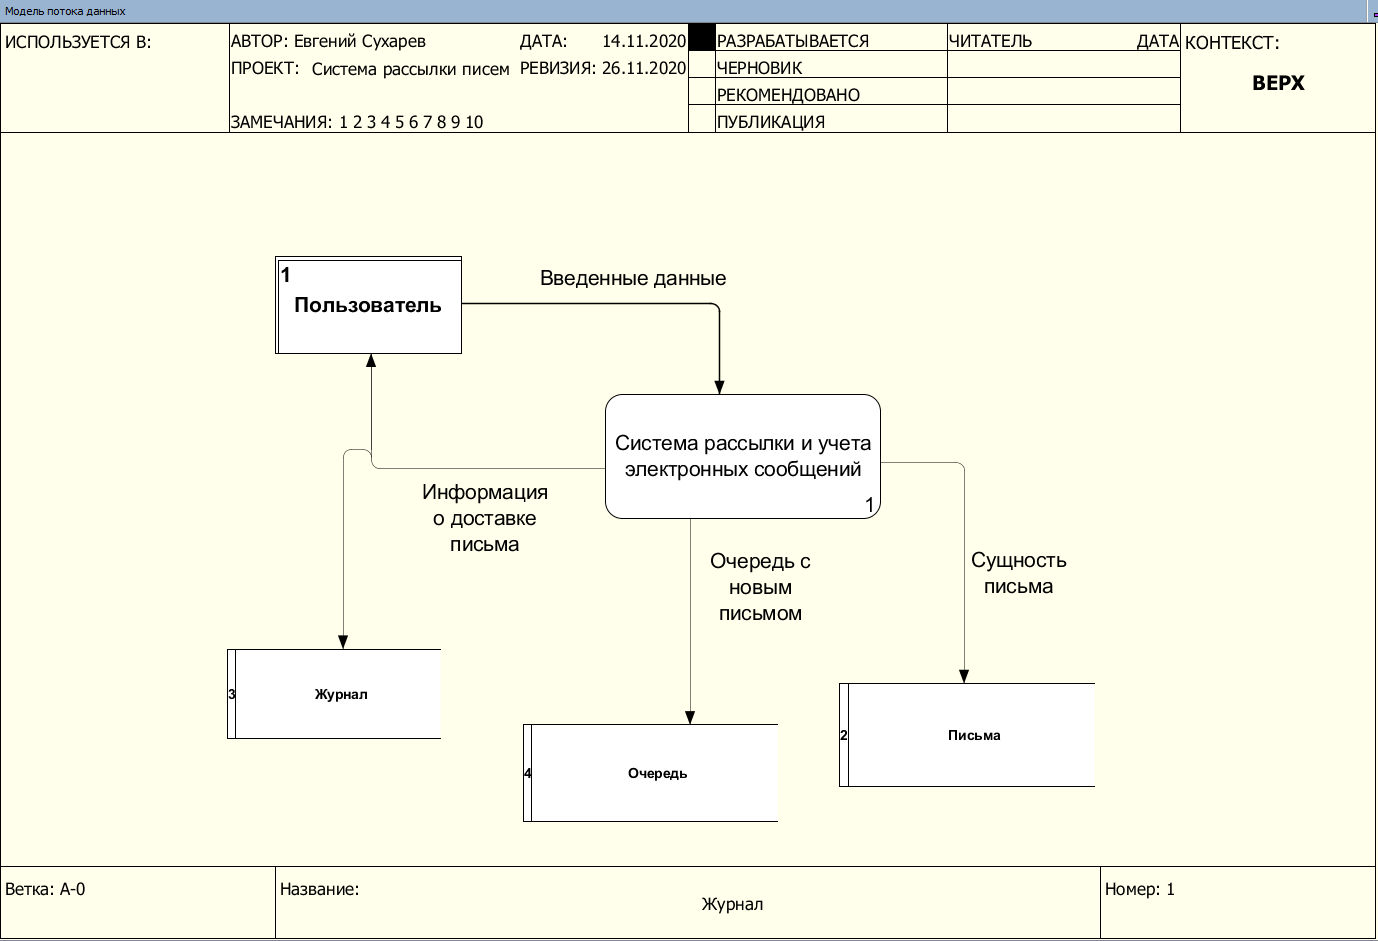 Модель потока данных
ИСПОЛЬЗУЕТСЯ В:
АВТОР: Евгений Сухарев
ДАТА: 14.11.2020
ПРОЕКТ: Система рассылки писем
РЕВИЗИЯ: 26.11.2020
ЗАМЕЧАНИЯ: 1 2 3 4 5 6 7 8 9 10
РАЗРАБАТЫВАЕТСЯ
ЧЕРНОВИК
РЕКОМЕНДОВАНО
ПУБЛИКАЦИЯ
ЧИТАТЕЛЬ
ДАТА
КОНТЕКСТ:
ВЕРХ
1
Пользователь
Введенные данные
Система рассылки и учета
электронных сообщений
1
Информация
о доставке
письма
Очередь с
новым
письмом
Сущность
письма
3
Журнал
4
Очередь
2
Письма
Ветка: A-0
Название:
Журнал
Номер: 1